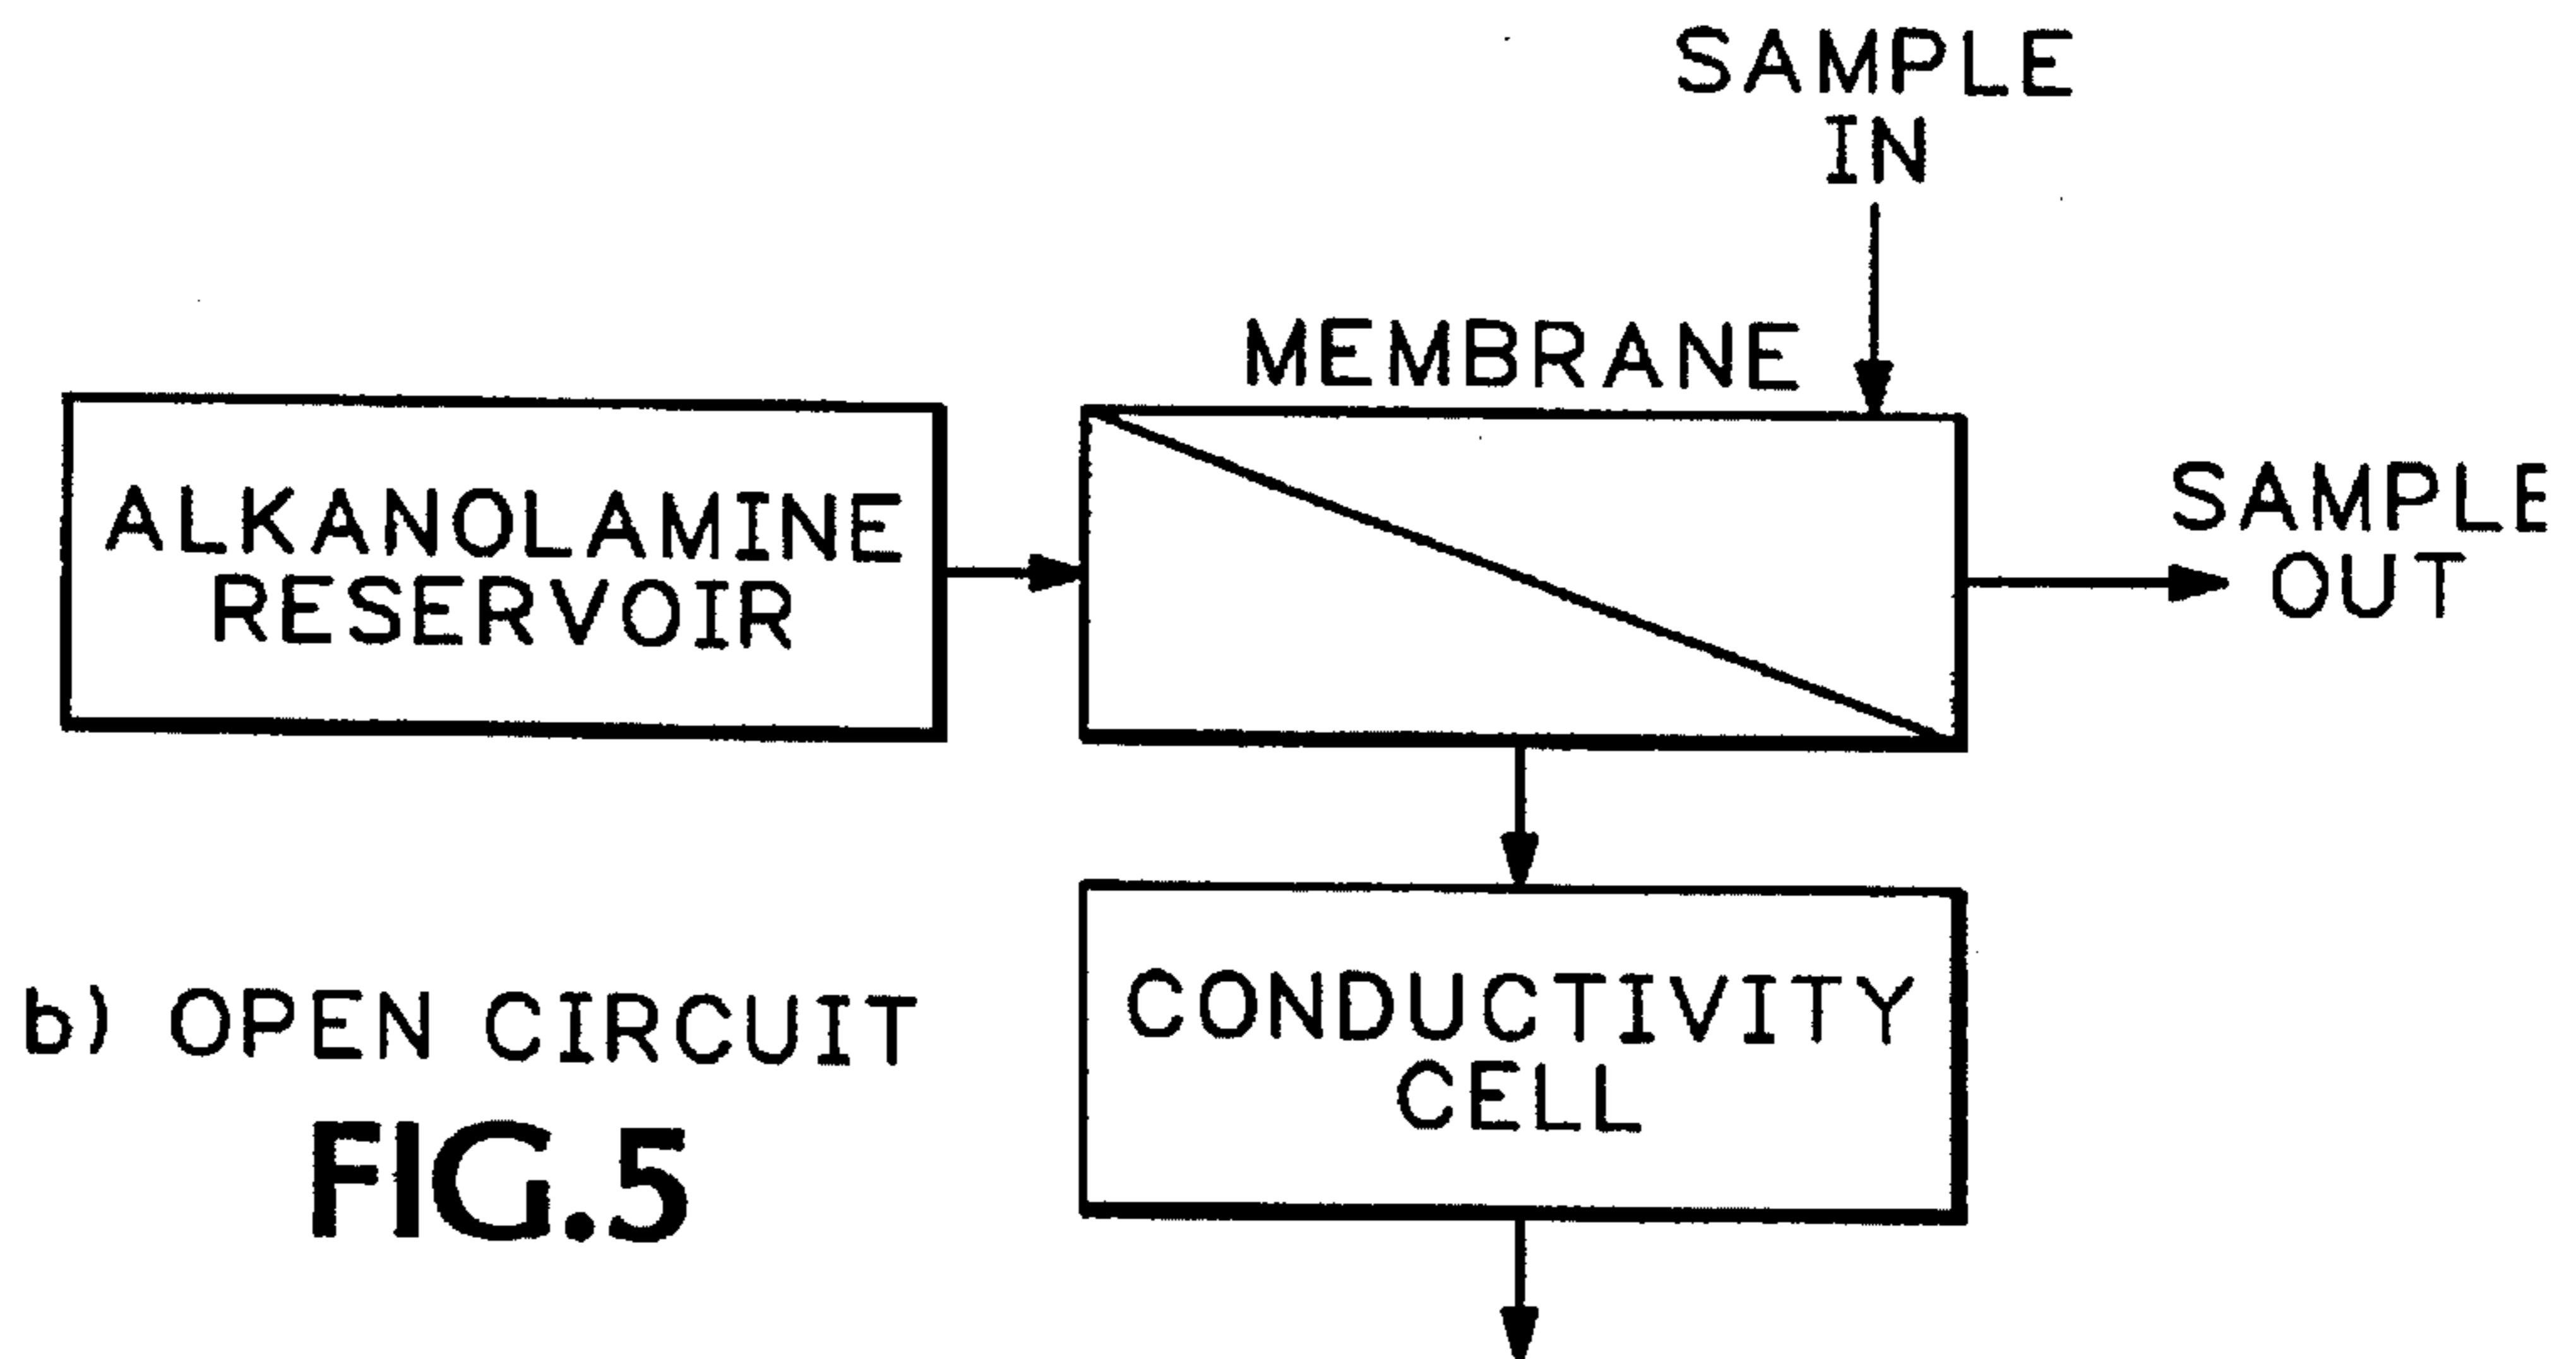 SAMPLE
IN
MEMBRANE
ALKANOLAMINE
RESERVOIR
SAMPLE
OUT
CONDUCTIVITY
CELL
b) OPEN CIRCUIT
FIG.5